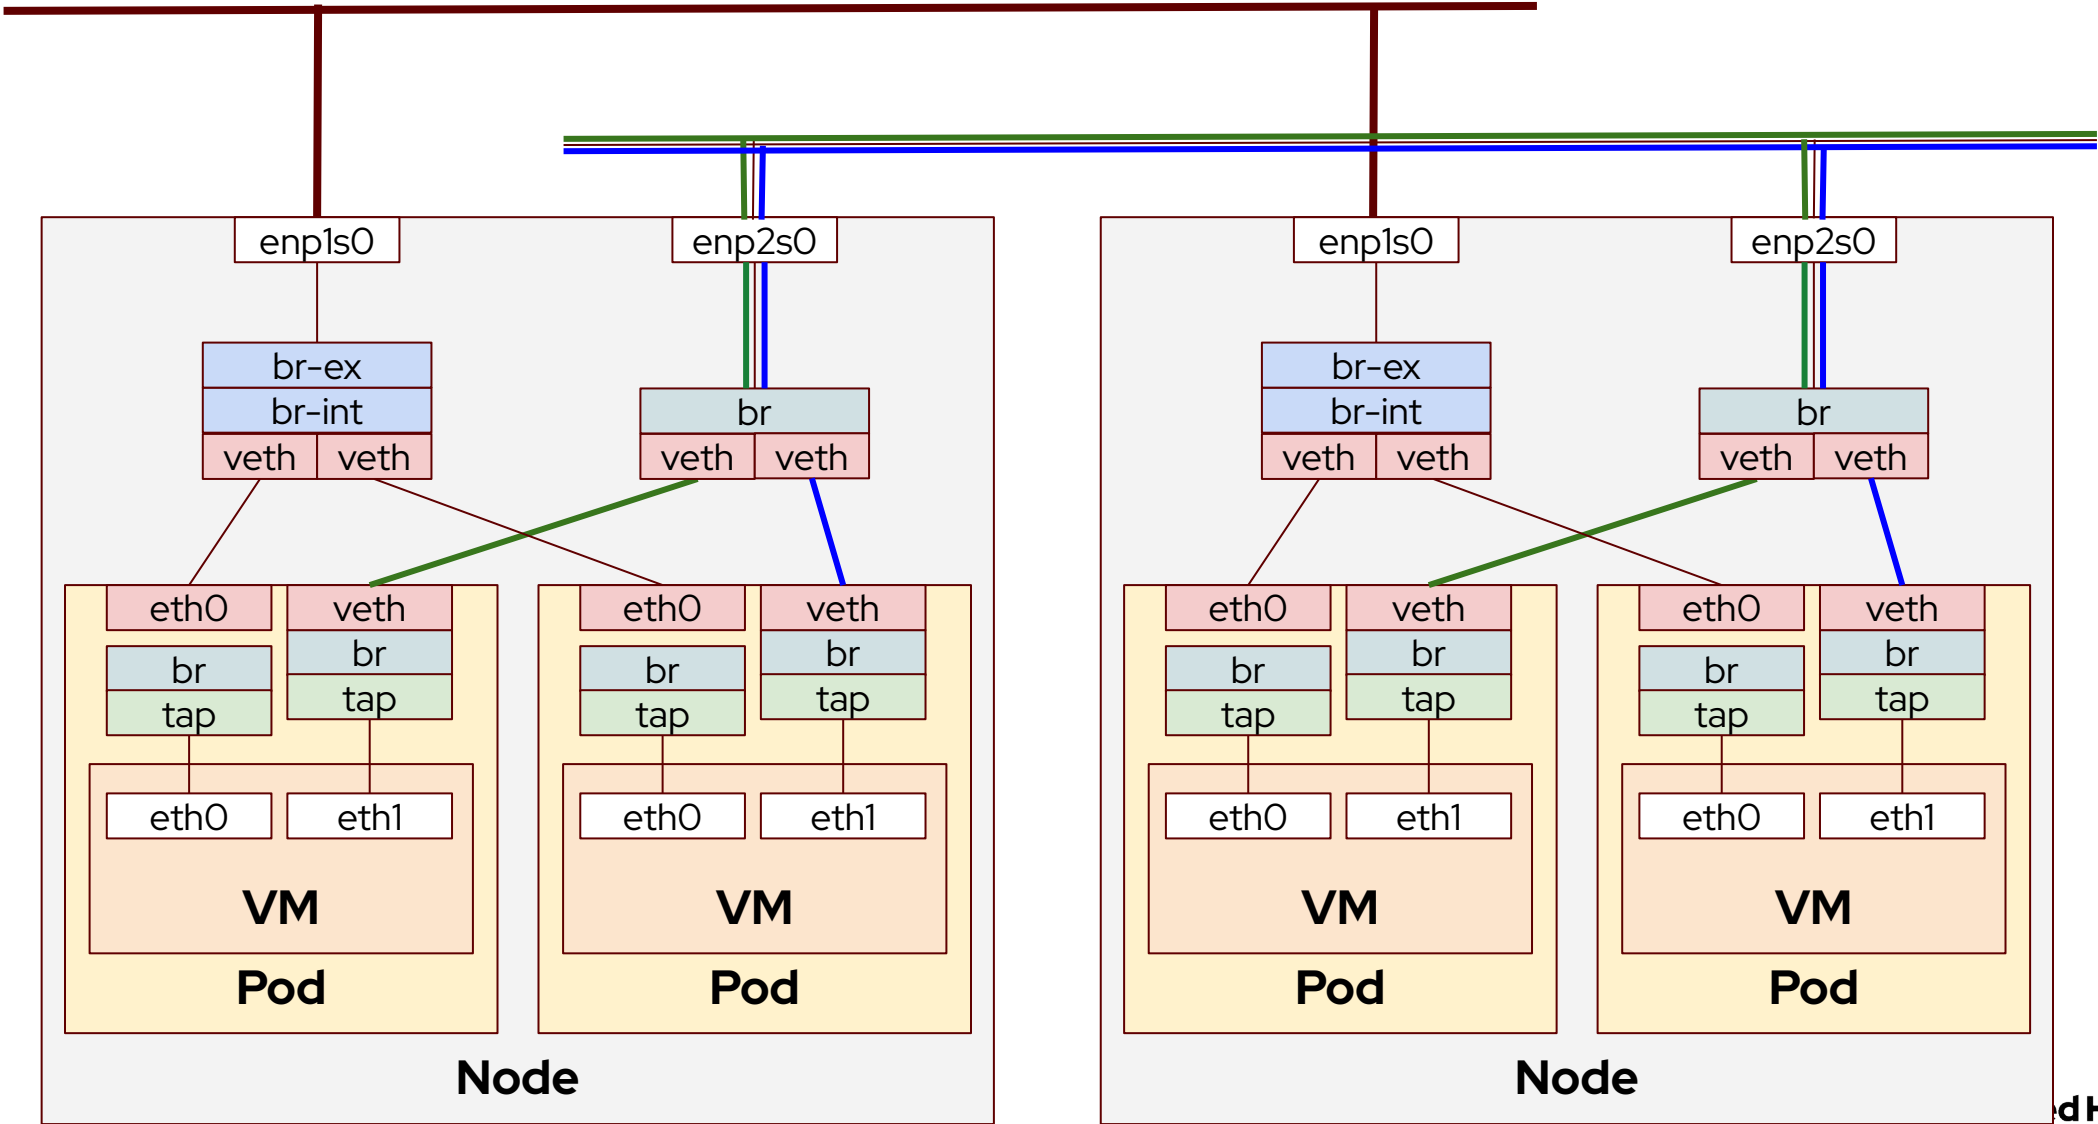 enp1s0
enp2s0
br-ex
br-int
br
veth
veth
veth
veth
eth0
veth
br
br
tap
tap
eth0
eth1
VM
Pod
eth0
veth
br
br
tap
tap
eth0
eth1
VM
Pod
Node
enp1s0
enp2s0
br-ex
br-int
br
veth
veth
veth
veth
eth0
veth
br
br
tap
tap
eth0
eth1
VM
Pod
eth0
veth
br
br
tap
tap
eth0
eth1
VM
Pod
Node